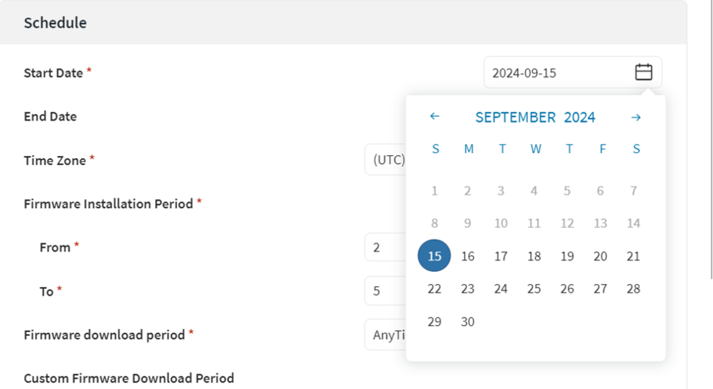 Schedule
Start Date * 2024-09-15
End Date
SEPTEMBER 2024
S M T W T F S
Time Zone * (UTC)
1 2 3 4 5 6 7
Firmware Installation Period *
8 9 10 11 12 13 14
From * 2
15 16 17 18 19 20 21
To * 5
22 23 24 25 26 27 28
29 30
Firmware download period * AnyTi
Custom Firmware Download Period